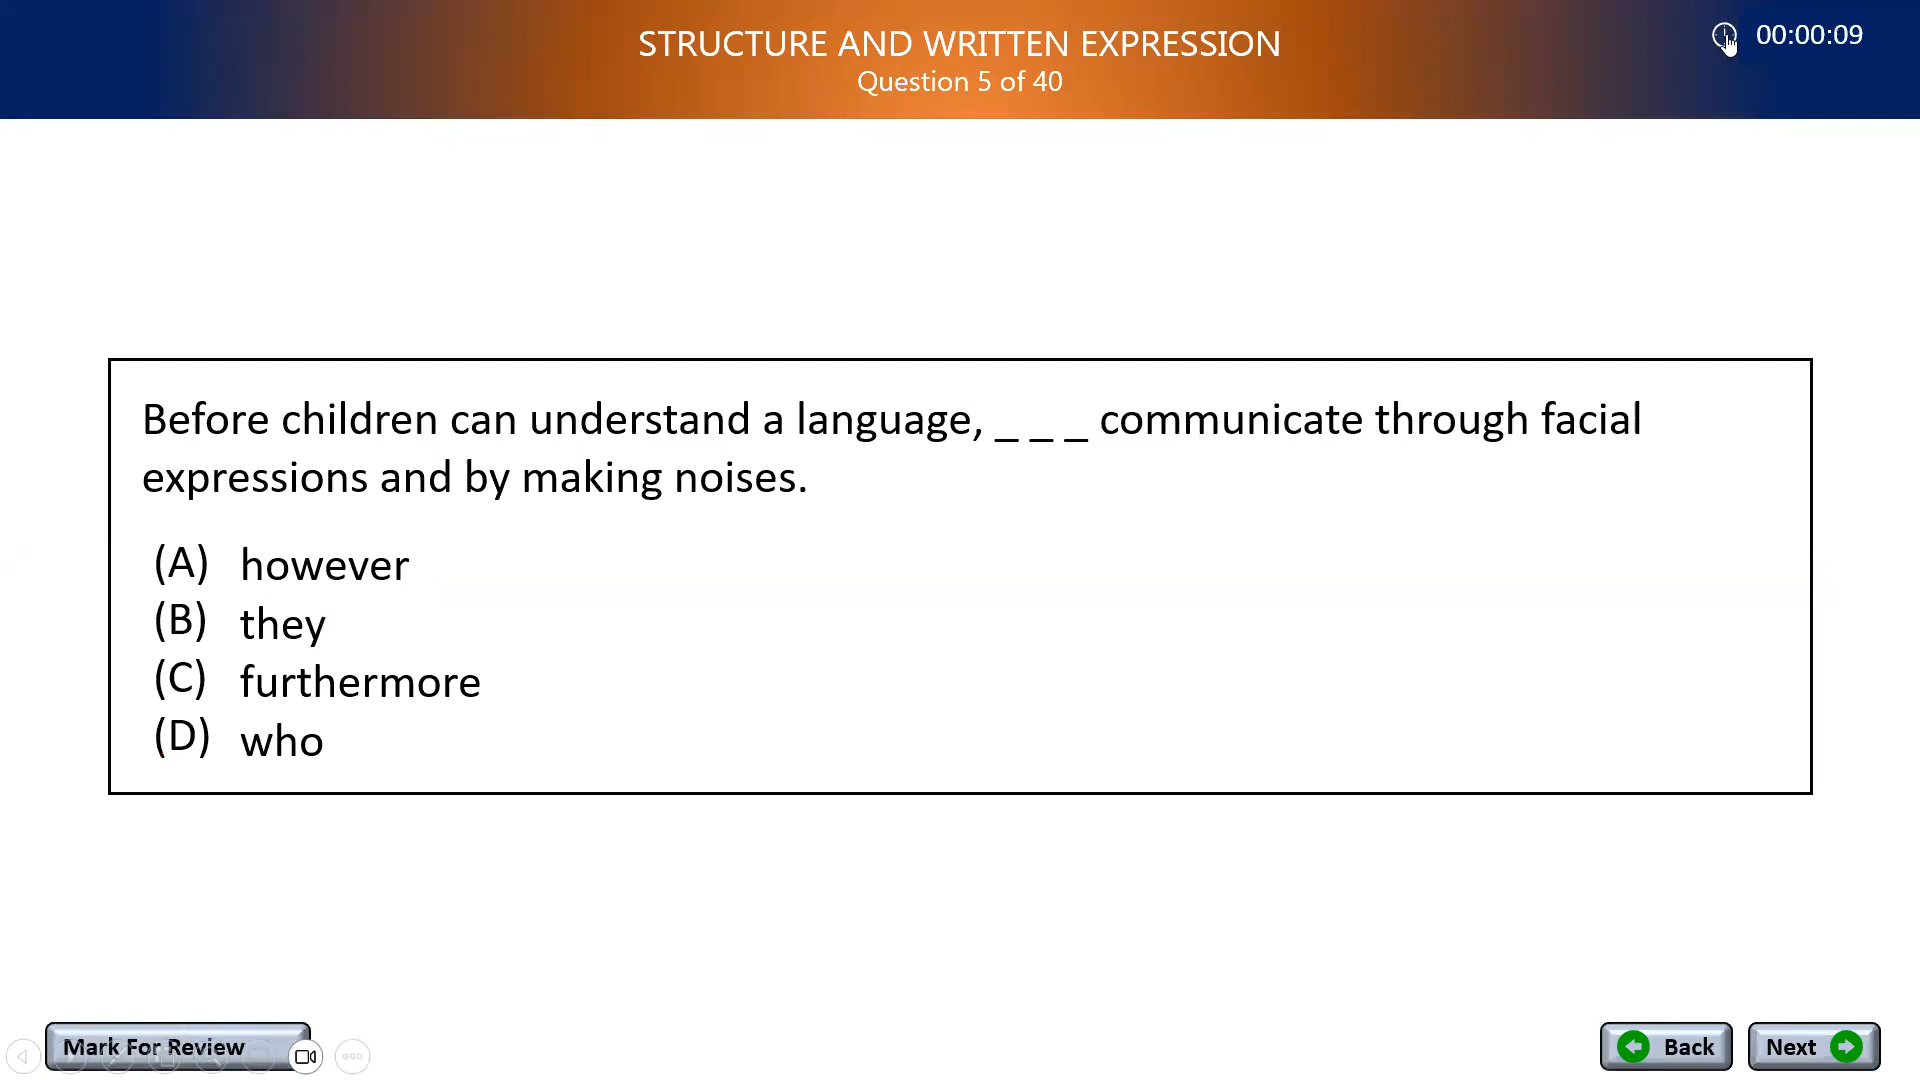 STRUCTURE AND WRITTEN EXPRESSION
Question 5 of 40
00:00:09
Before children can understand a language, _ _ _ communicate through facial
expressions and by making noises.
(A) however
(B) they
(C) furthermore
(D) who
Mark For Review
Back
Next